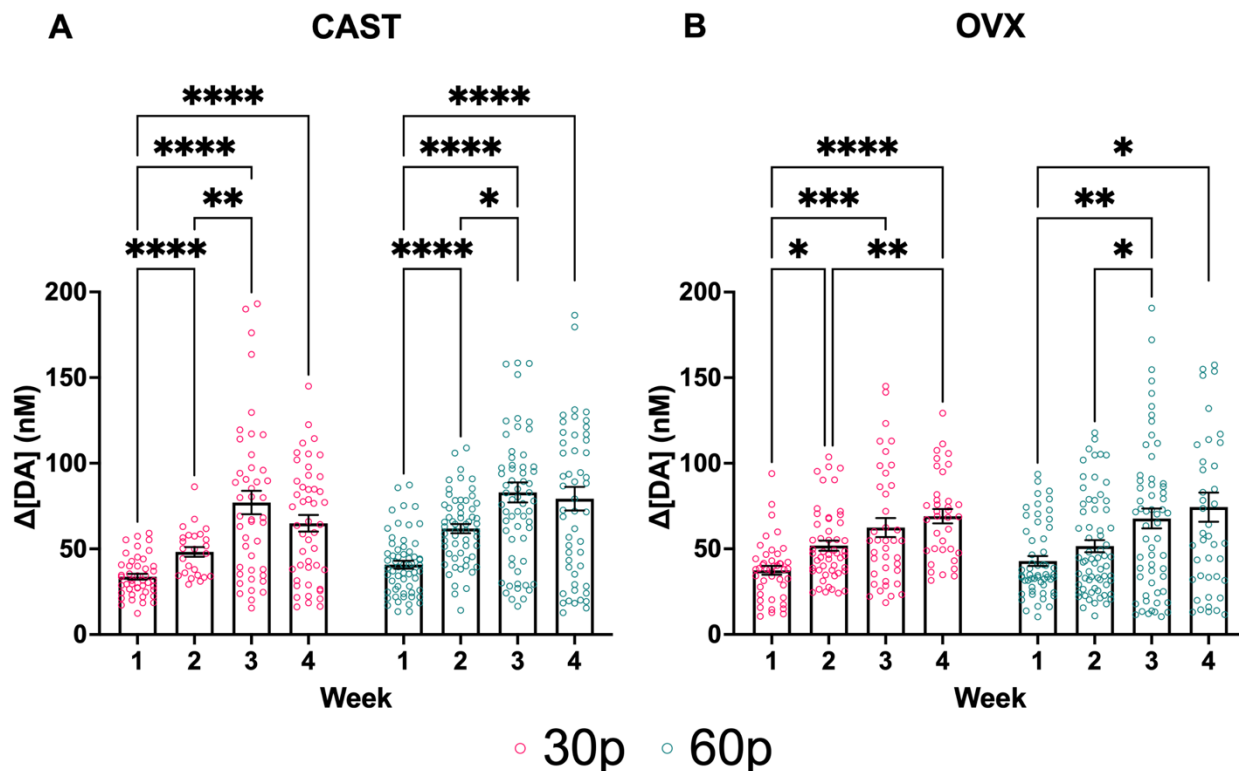 A CAST
B OVX
**** ****
**** **** ****
** * *** **
**** **** * ** *
200 200
150 150
100 100
50 50
0 0
Δ[DA] (nM) Δ[DA] (nM)
1 2 3 4 1 2 3 4 1 2 3 4 1 2 3 4
Week Week
30p 60p